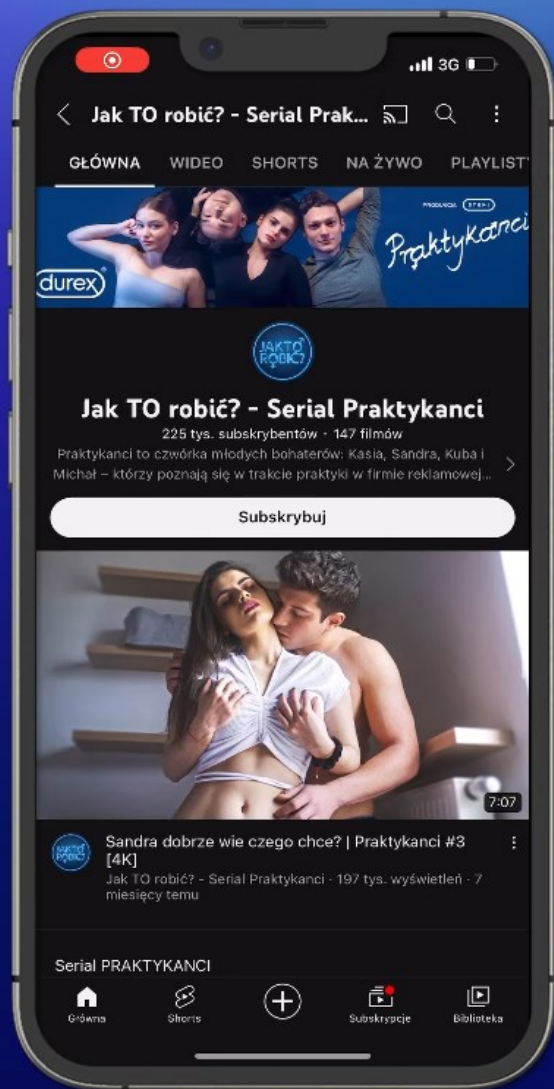 3G
Jak TO robić? - Serial Prak...
GŁÓWNA WIDEO SHORTS NA ŻYWO PLAYLIST
PRODUKCJA
durex
Praktykanci
JAK TO
ROBIĆ?
Jak TO robić? - Serial Praktykanci
225 tys. subskrybentów · 147 filmów
Praktykanci to czwórka młodych bohaterów: Kasia, Sandra, Kuba i
Michał – którzy poznają się w trakcie praktyki w firmie reklamowej...
Subskrybuj
7:07
JAK TO
ROBIĆ?
Sandra dobrze wie czego chce? | Praktykanci #3
[4K]
Jak TO robić? - Serial Praktykanci · 197 tys. wyświetleń · 7
miesięcy temu
Serial PRAKTYKANCI
Główna Shorts Subskrypcje Biblioteka